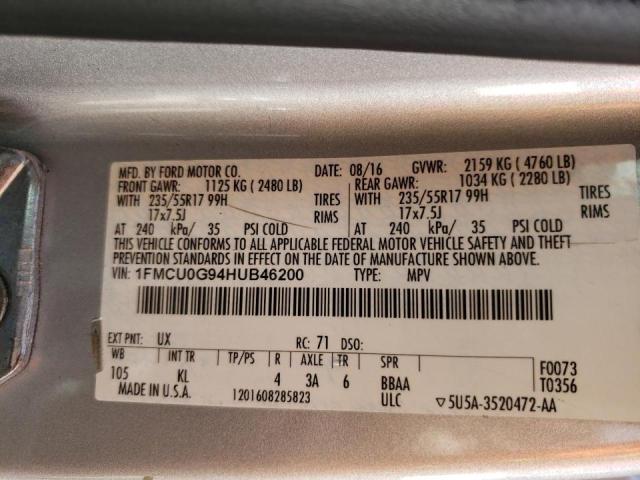 MFD. BY FORD MOTOR CO. DATE: 08/16 GVWR: 2159 KG ( 4760 LB)
FRONT GAWR: 1125 KG ( 2480 LB) REAR GAWR: 1034 KG ( 2280 LB)
WITH 235/55R17 99H TIRES WITH 235/55R17 99H TIRES
17x7.5J RIMS 17x7.5J RIMS
AT 240 kPa/ 35 PSI COLD AT 240 kPa/ 35 PSI COLD
THIS VEHICLE CONFORMS TO ALL APPLICABLE FEDERAL MOTOR VEHICLE SAFETY AND THEFT
PREVENTION STANDARDS IN EFFECT ON THE DATE OF MANUFACTURE SHOWN ABOVE.
VIN: 1FMCU0G94HUB46200 TYPE: MPV
EXT PNT: UX RC: 71 DSO:
WB INT TR TP/PS R AXLE TR SPR F0073
105 KL 4 3A 6 BBAA T0356
MADE IN U.S.A. 1201608285823 ULC ▽5U5A-3520472-AA